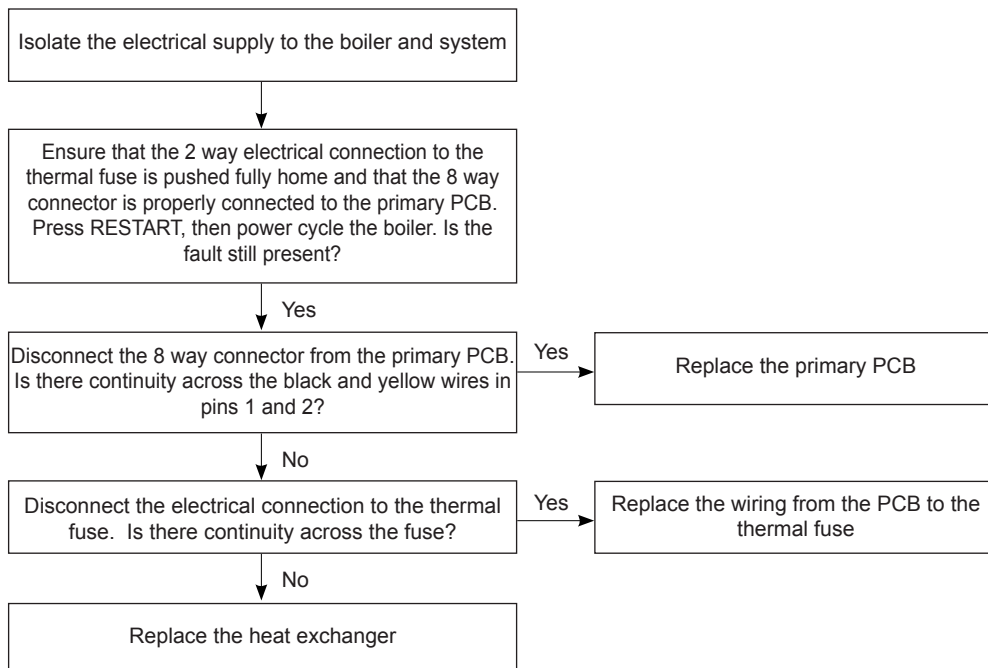 Isolate the electrical supply to the boiler and system
Ensure that the 2 way electrical connection to the
thermal fuse is pushed fully home and that the 8 way
connector is properly connected to the primary PCB.
Press RESTART, then power cycle the boiler. Is the
fault still present?
Yes
Disconnect the 8 way connector from the primary PCB.
Is there continuity across the black and yellow wires in
pins 1 and 2?
Yes
Replace the primary PCB
No
Disconnect the electrical connection to the thermal
fuse.  Is there continuity across the fuse?
Yes
Replace the wiring from the PCB to the
thermal fuse
No
Replace the heat exchanger